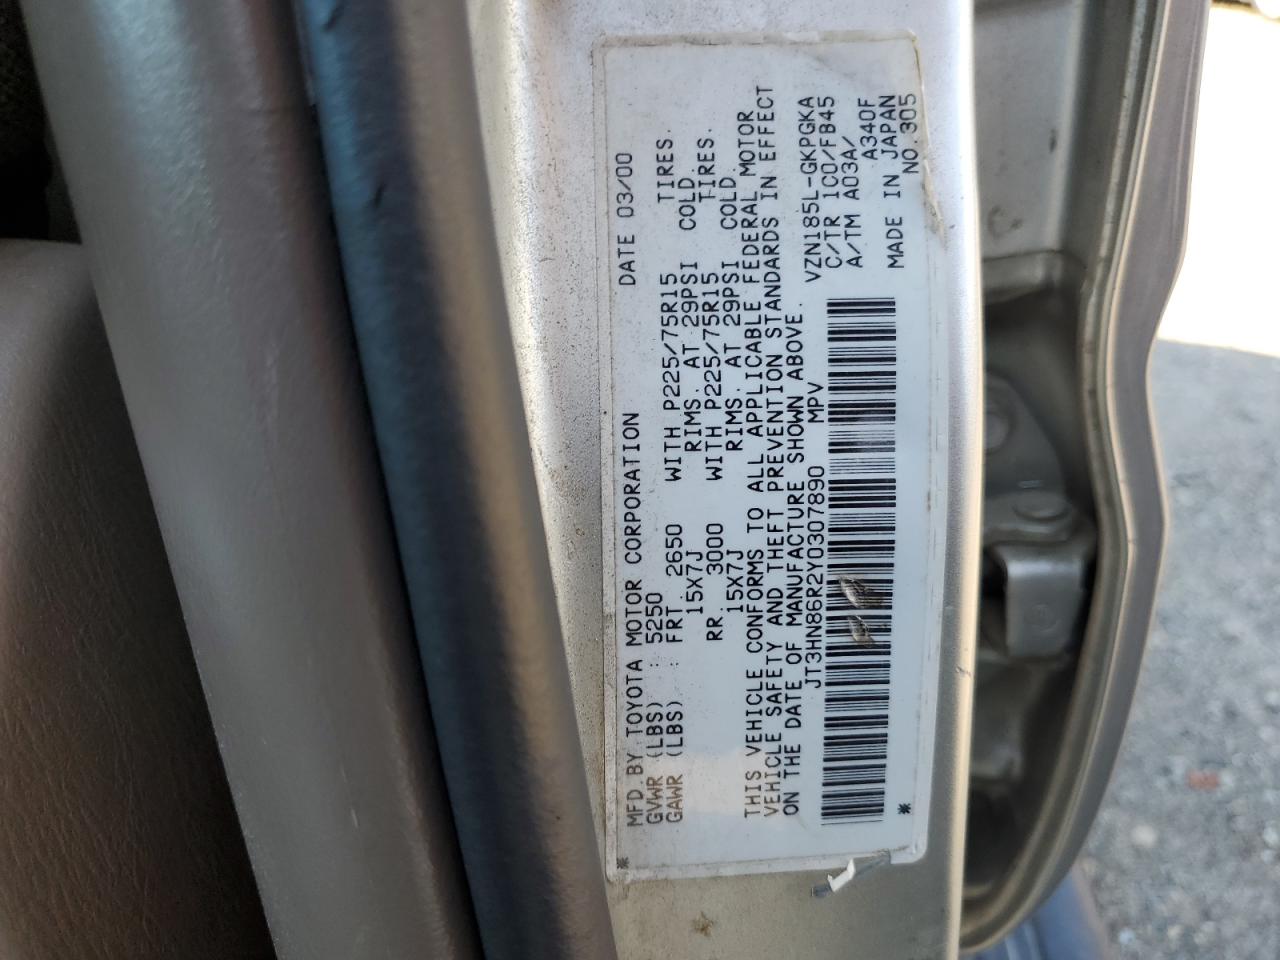 MFD.BY TOYOTA MOTOR CORPORATION DATE 03/00
GVWR (LBS) : 5250
GAWR (LBS) : FRT. 2650 WITH P225/75R15 TIRES.
15X7J RIMS. AT 29PSI COLD.
RR. 3000 WITH P225/75R15 TIRES.
15X7J RIMS. AT 29PSI COLD.
THIS VEHICLE CONFORMS TO ALL APPLICABLE FEDERAL MOTOR
VEHICLE SAFETY AND THEFT PREVENTION STANDARDS IN EFFECT
ON THE DATE OF MANUFACTURE SHOWN ABOVE.
JT3HN86R2Y0307890 MPV
VZN185L-GKPGKA
C/TR 1C0/FB45
A/TM A03A/
A340F
MADE IN JAPAN
NO.305